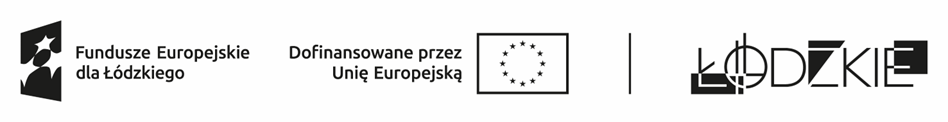 Fundusze Europejskie
dla Łódzkiego
Dofinansowane przez
Unię Europejską
ŁÓDZKIE